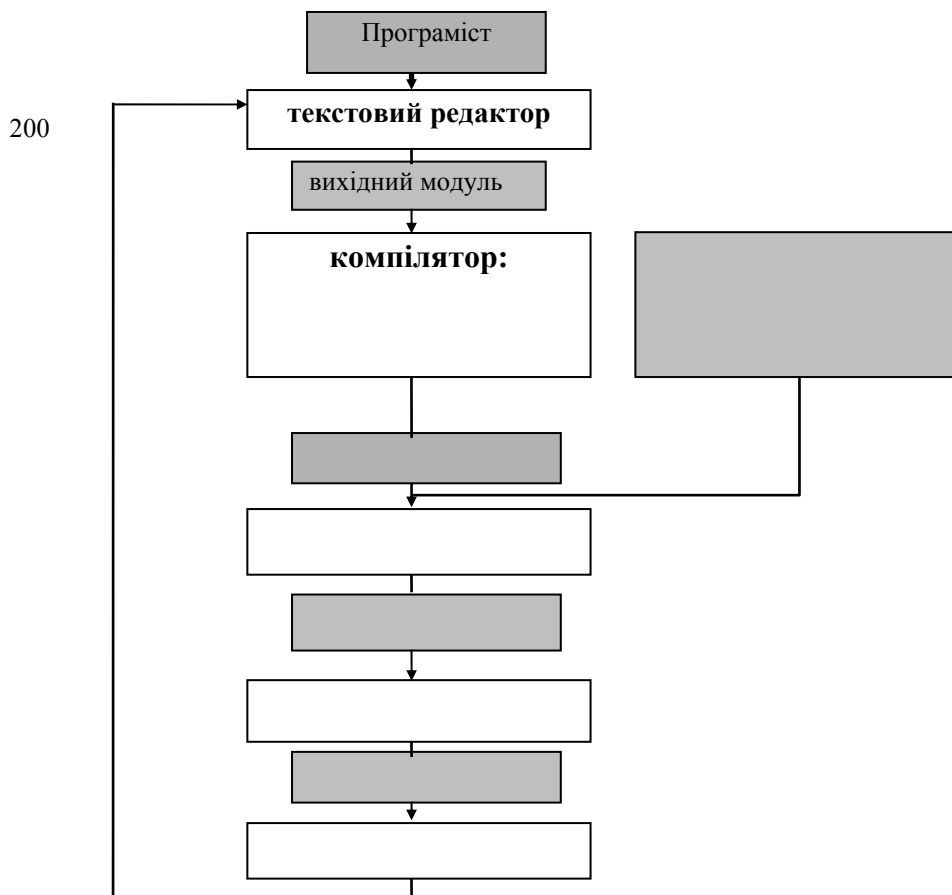 Програміст
текстовий редактор
200
вихідний модуль
компілятор: